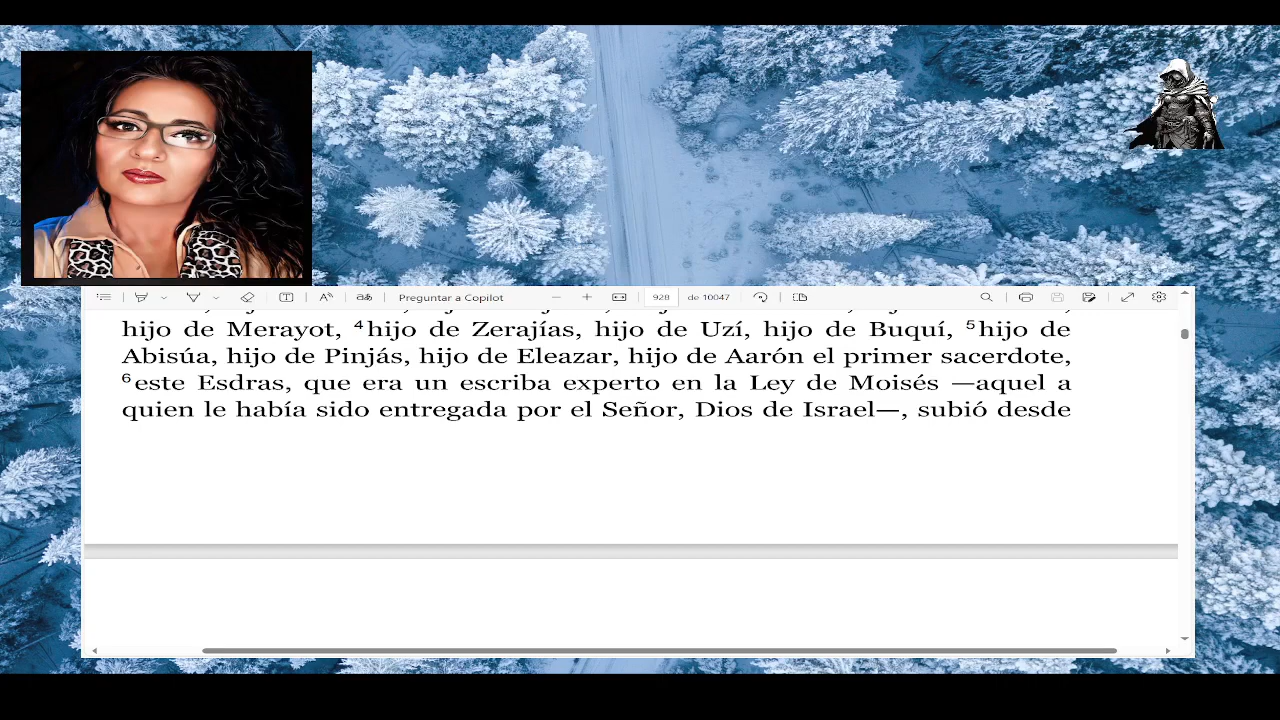 Preguntar a Copilot
928 de 10047
hijo de Merayot, ⁴hijo de Zerajías, hijo de Uzí, hijo de Buquí, ⁵hijo de
Abisúa, hijo de Pinjás, hijo de Eleazar, hijo de Aarón el primer sacerdote,
⁶este Esdras, que era un escriba experto en la Ley de Moisés —aquel a
quien le había sido entregada por el Señor, Dios de Israel—, subió desde